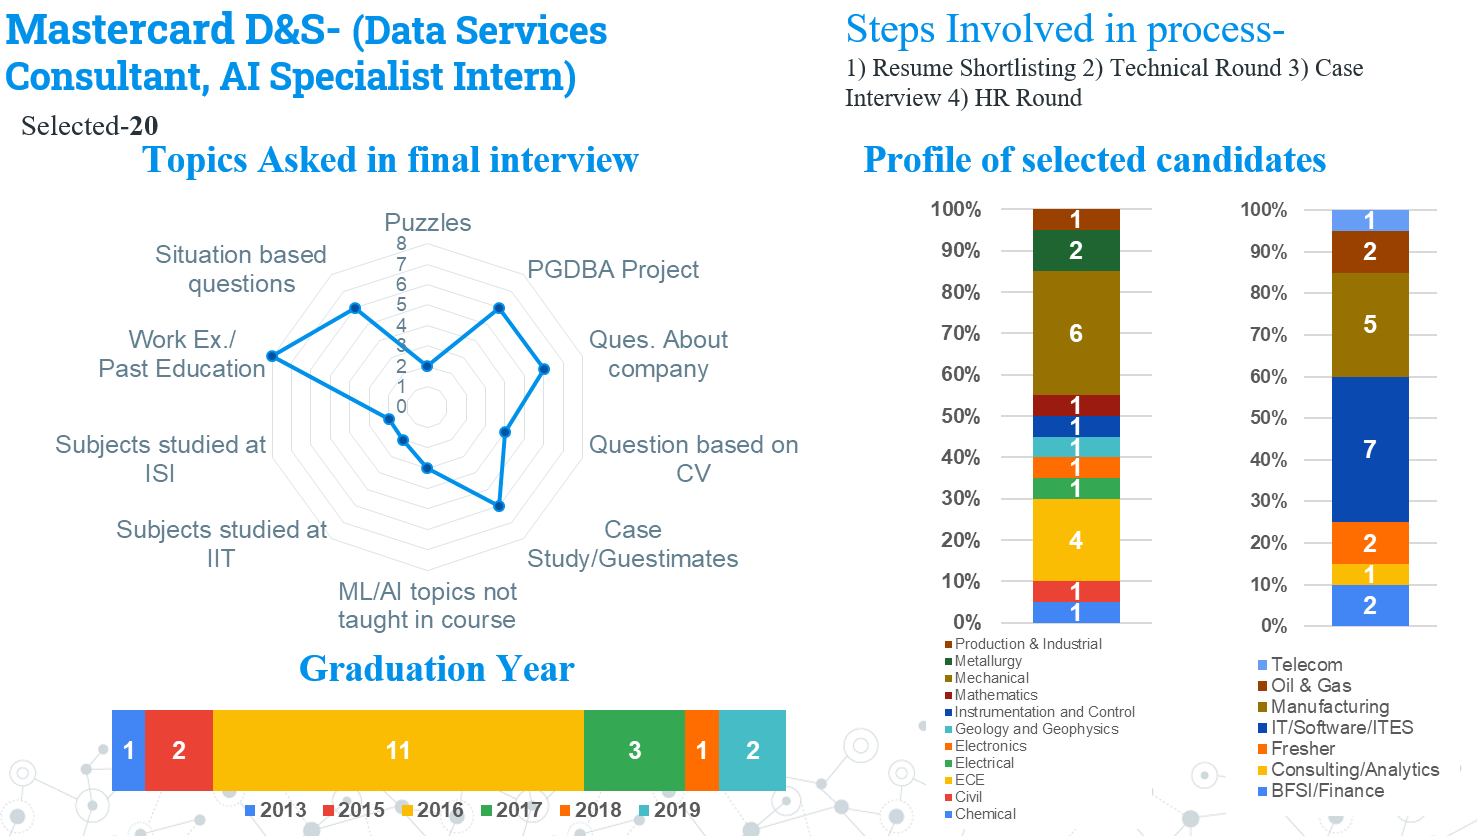 Mastercard D&S- (Data Services
Consultant, AI Specialist Intern)
Selected-20
Steps Involved in process-
1) Resume Shortlisting 2) Technical Round 3) Case
Interview 4) HR Round
Topics Asked in final interview
Puzzles
PGDBA Project
Ques. About
company
Question based on
CV
Case
Study/Guestimates
ML/AI topics not
taught in course
Subjects studied at
IIT
Subjects studied at
ISI
Work Ex./
Past Education
Situation based
questions
8
7
6
5
4
3
2
1
0
Graduation Year
1 2 11 3 1 2
2013 2015 2016 2017 2018 2019
Profile of selected candidates
100%
90%
80%
70%
60%
50%
40%
30%
20%
10%
0%
1
2
6
1
1
1
1
1
4
1
1
Production & Industrial
Metallurgy
Mechanical
Mathematics
Instrumentation and Control
Geology and Geophysics
Electronics
Electrical
ECE
Civil
Chemical
100%
90%
80%
70%
60%
50%
40%
30%
20%
10%
0%
1
2
5
7
2
1
2
Telecom
Oil & Gas
Manufacturing
IT/Software/ITES
Fresher
Consulting/Analytics
BFSI/Finance